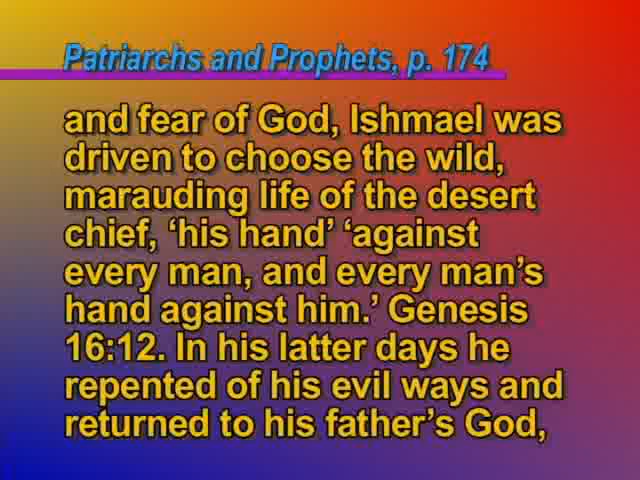 Patriarchs and Prophets, p. 174
and fear of God, Ishmael was
driven to choose the wild,
marauding life of the desert
chief, ‘his hand’ ‘against
every man, and every man’s
hand against him.’ Genesis
16:12. In his latter days he
repented of his evil ways and
returned to his father’s God,